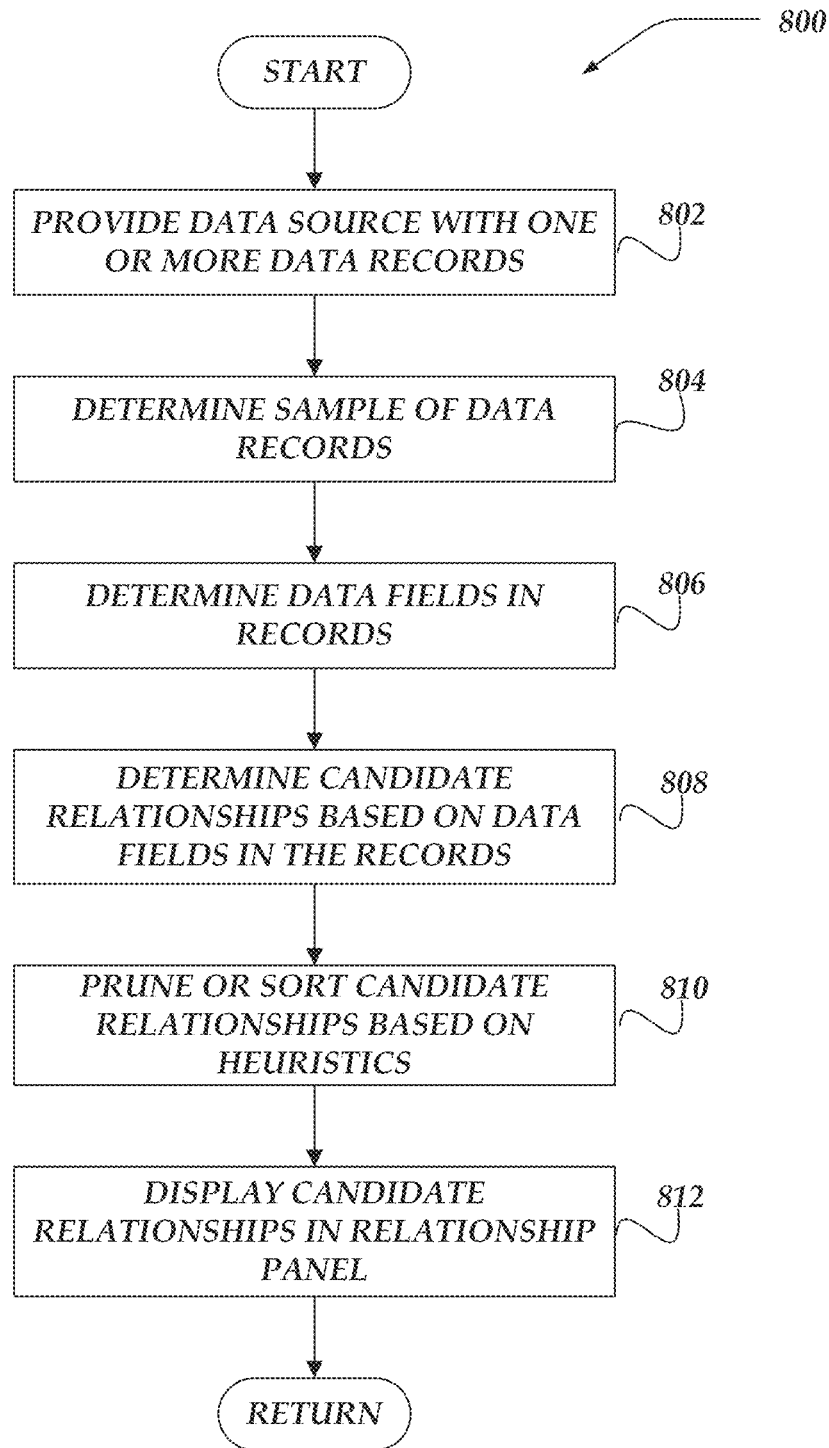 800
START
PROVIDE DATA SOURCE WITH ONE
OR MORE DATA RECORDS
802
DETERMINE SAMPLE OF DATA
RECORDS
804
DETERMINE DATA FIELDS IN
RECORDS
806
DETERMINE CANDIDATE
RELATIONSHIPS BASED ON DATA
FIELDS IN THE RECORDS
808
PRUNE OR SORT CANDIDATE
RELATIONSHIPS BASED ON
HEURISTICS
810
DISPLAY CANDIDATE
RELATIONSHIPS IN RELATIONSHIP
PANEL
812
RETURN